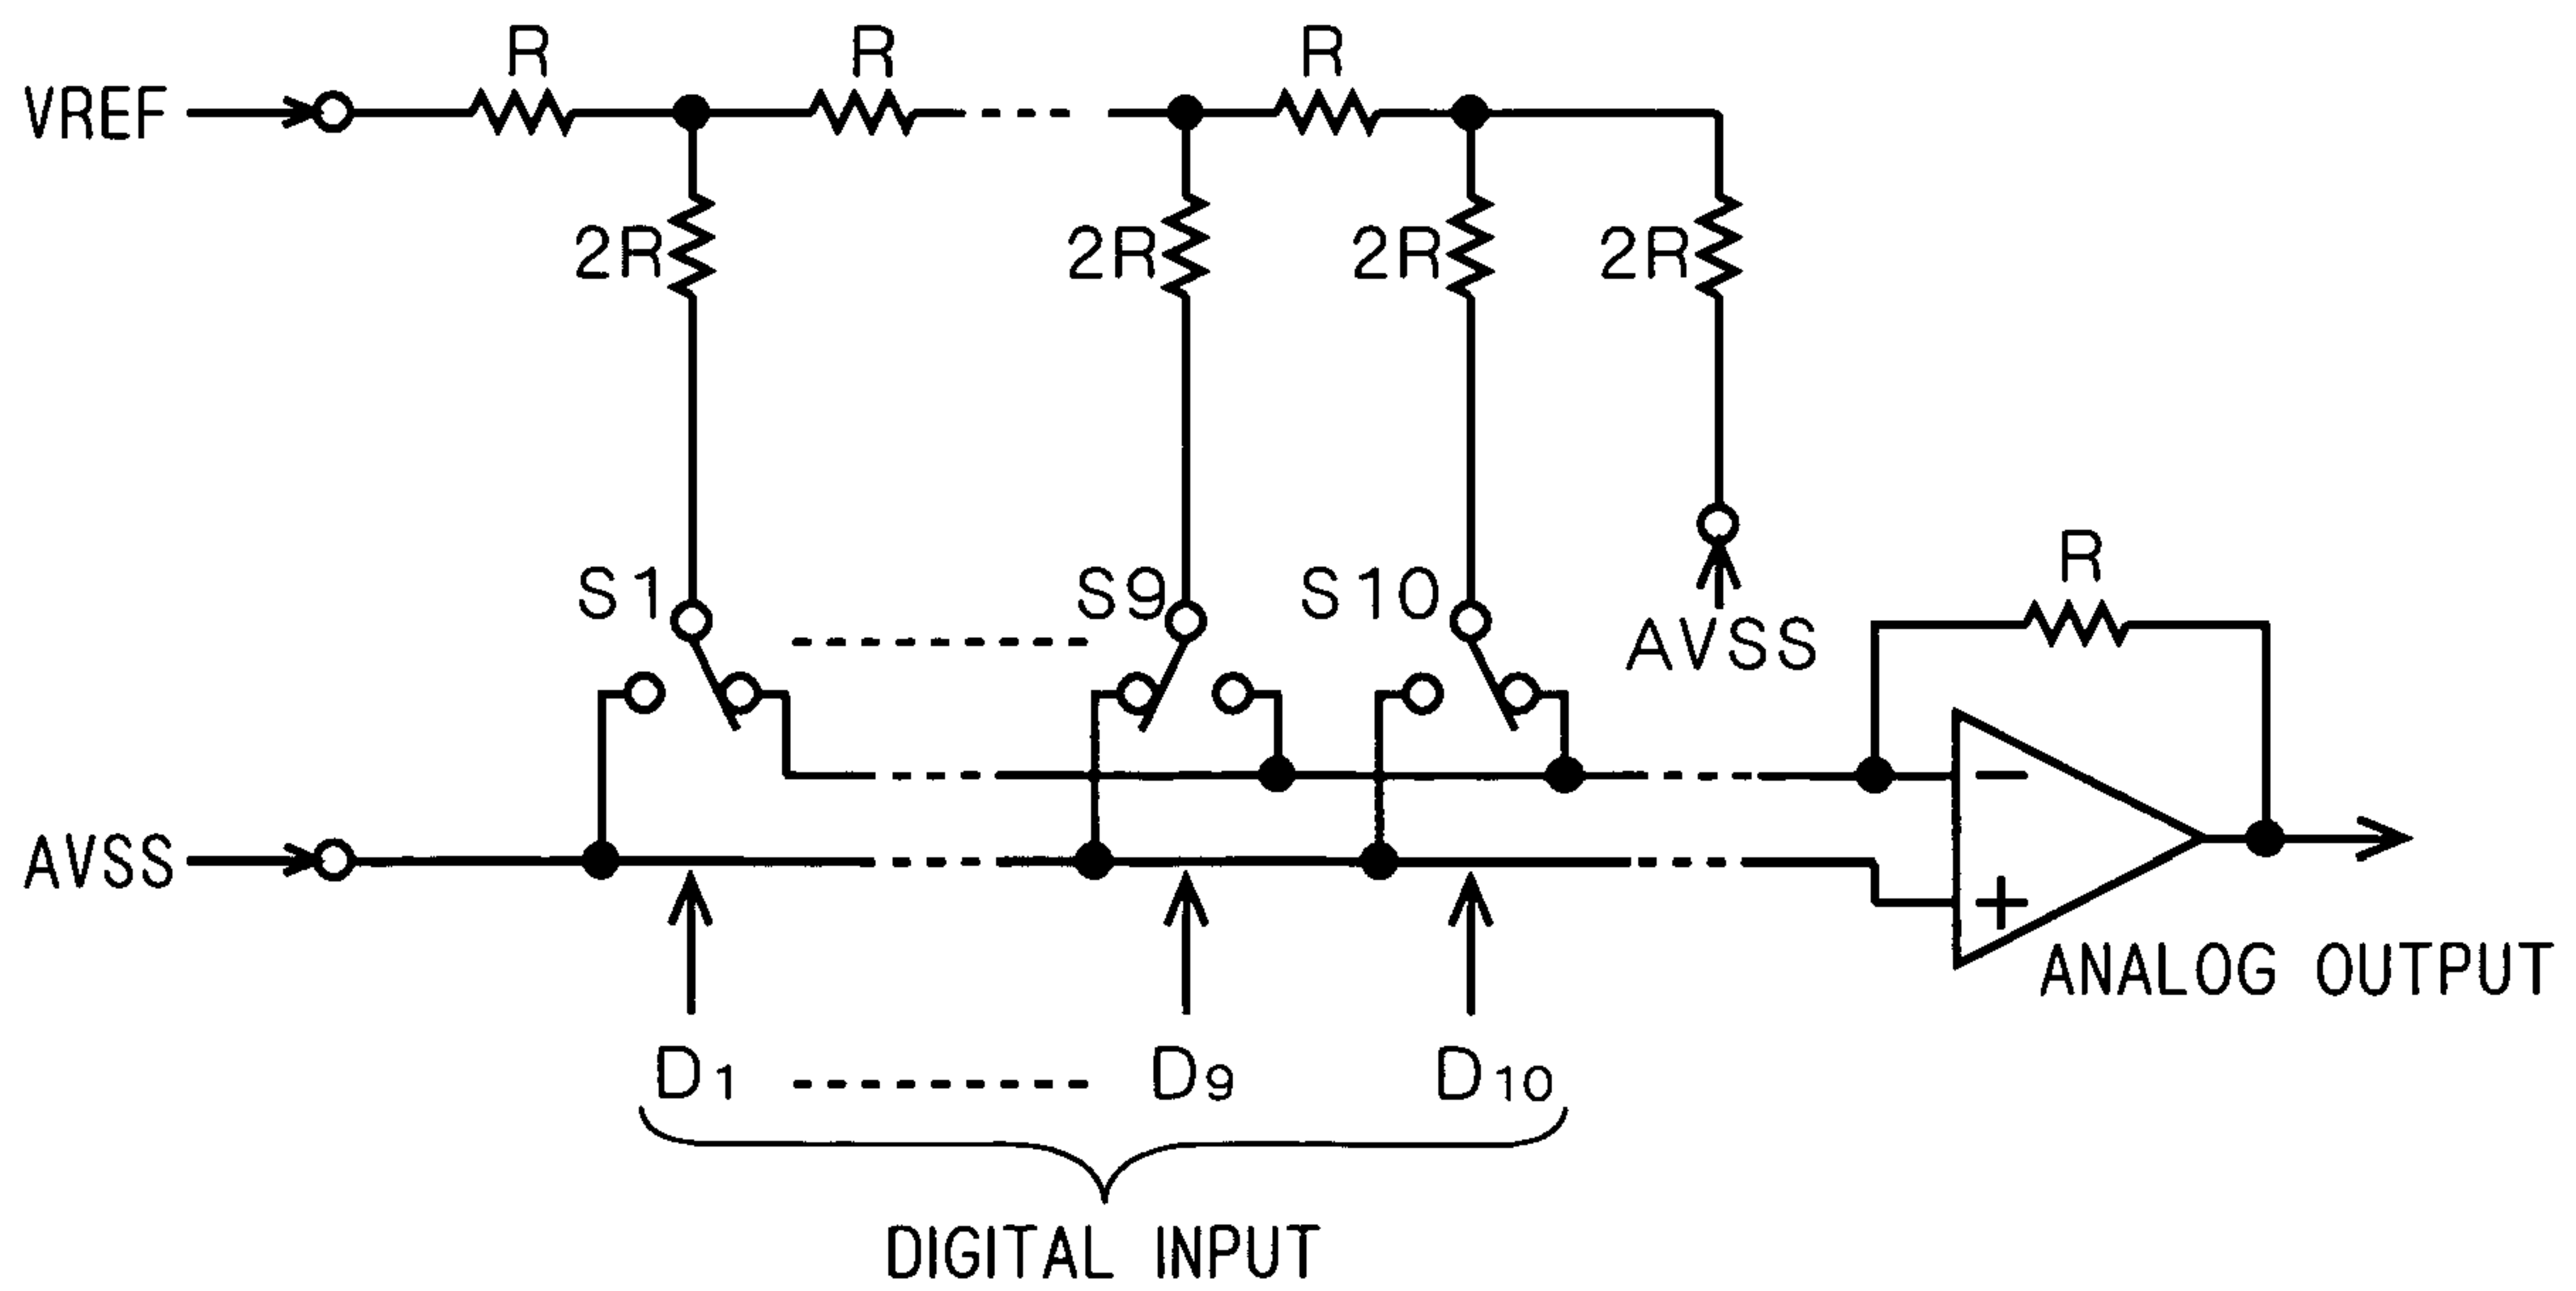 R R R
VREF
2R 2R 2R 2R
S1 S9 S10
AVSS
R
−
+
AVSS
ANALOG OUTPUT
D1 D9 D10
DIGITAL INPUT